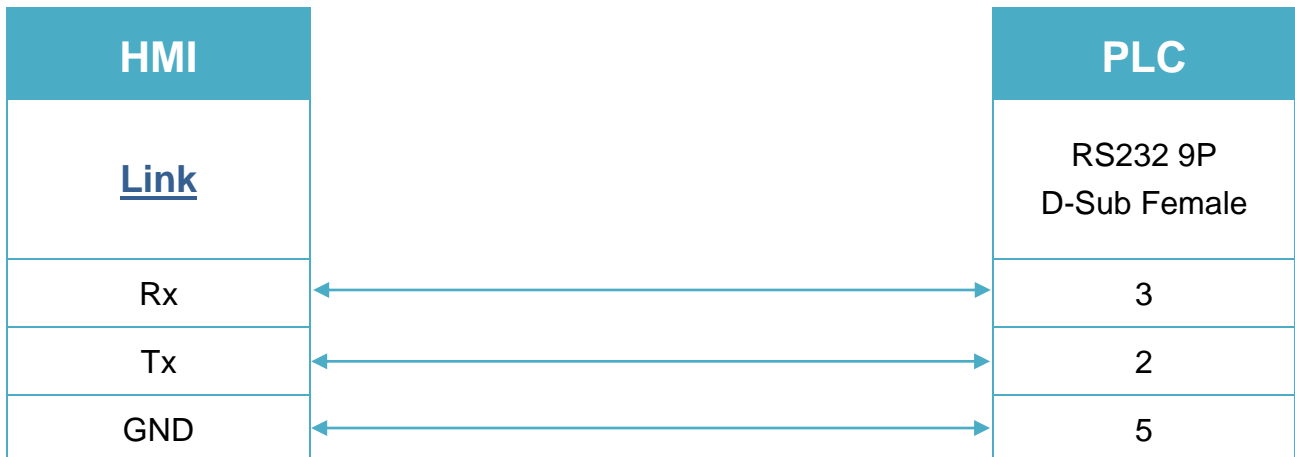 HMI
PLC
Link
RS232 9P
D-Sub Female
Rx
3
Tx
2
GND
5